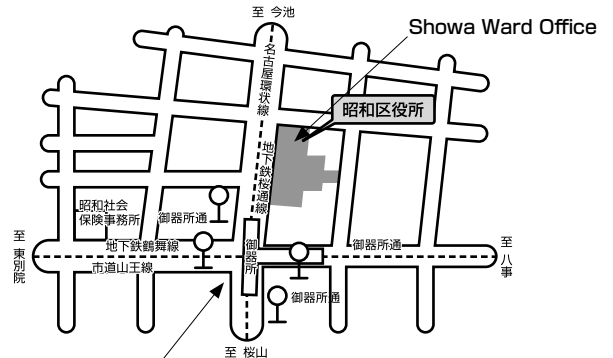 至 今池
Showa Ward Office
名古屋環状線
昭和区役所
地下鉄桜通線
昭和社会
保険事務所
御器所通
至 東別院
地下鉄鶴舞線
市道山王線
御器所
御器所通
至 八事
御器所通
至 桜山